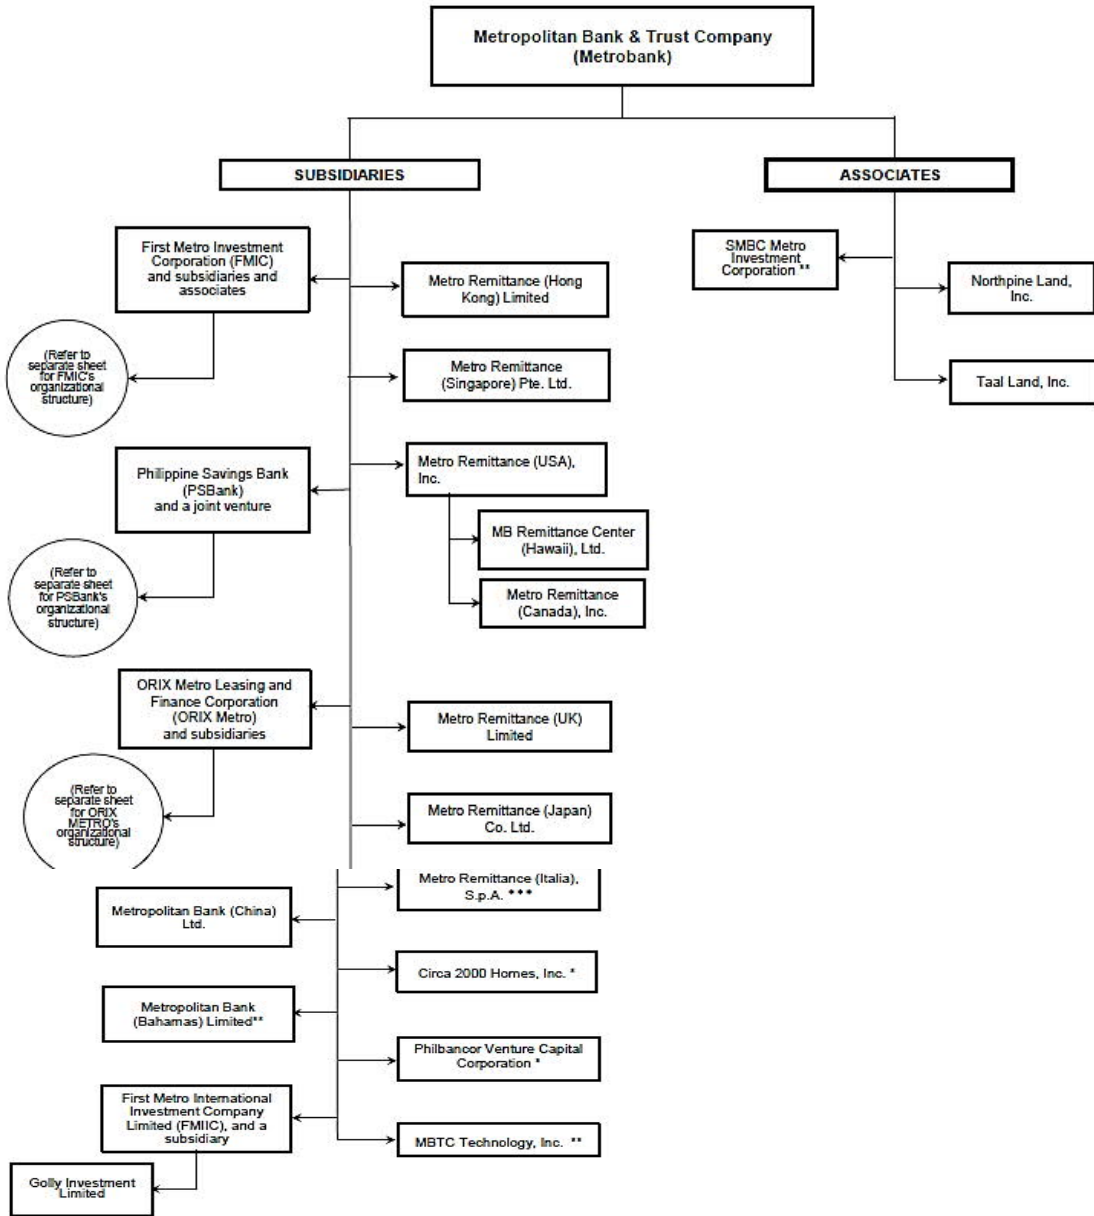 Metropolitan Bank & Trust Company
(Metrobank)
SUBSIDIARIES
ASSOCIATES
First Metro Investment
Corporation (FMIC)
and subsidiaries and
associates
(Refer to
separate sheet
for FMIC's
organizational
structure)
Metro Remittance (Hong
Kong) Limited
Metro Remittance
(Singapore) Pte. Ltd.
SMBC Metro
Investment
Corporation **
Northpine Land,
Inc.
Taal Land, Inc.
Philippine Savings Bank
(PSBank)
and a joint venture
(Refer to
separate sheet
for PSBank's
organizational
structure)
Metro Remittance (USA),
Inc.
MB Remittance Center
(Hawaii), Ltd.
Metro Remittance
(Canada), Inc.
ORIX Metro Leasing and
Finance Corporation
(ORIX Metro)
and subsidiaries
(Refer to
separate sheet
for ORIX
METRO's
organizational
structure)
Metro Remittance (UK)
Limited
Metro Remittance (Japan)
Co. Ltd.
Metro Remittance (Italia),
S.p.A. ***
Metropolitan Bank (China)
Ltd.
Circa 2000 Homes, Inc. *
Metropolitan Bank
(Bahamas) Limited**
Philbancor Venture Capital
Corporation *
First Metro International
Investment Company
Limited (FMIIC), and a
subsidiary
MBTC Technology, Inc. **
Golly Investment
Limited